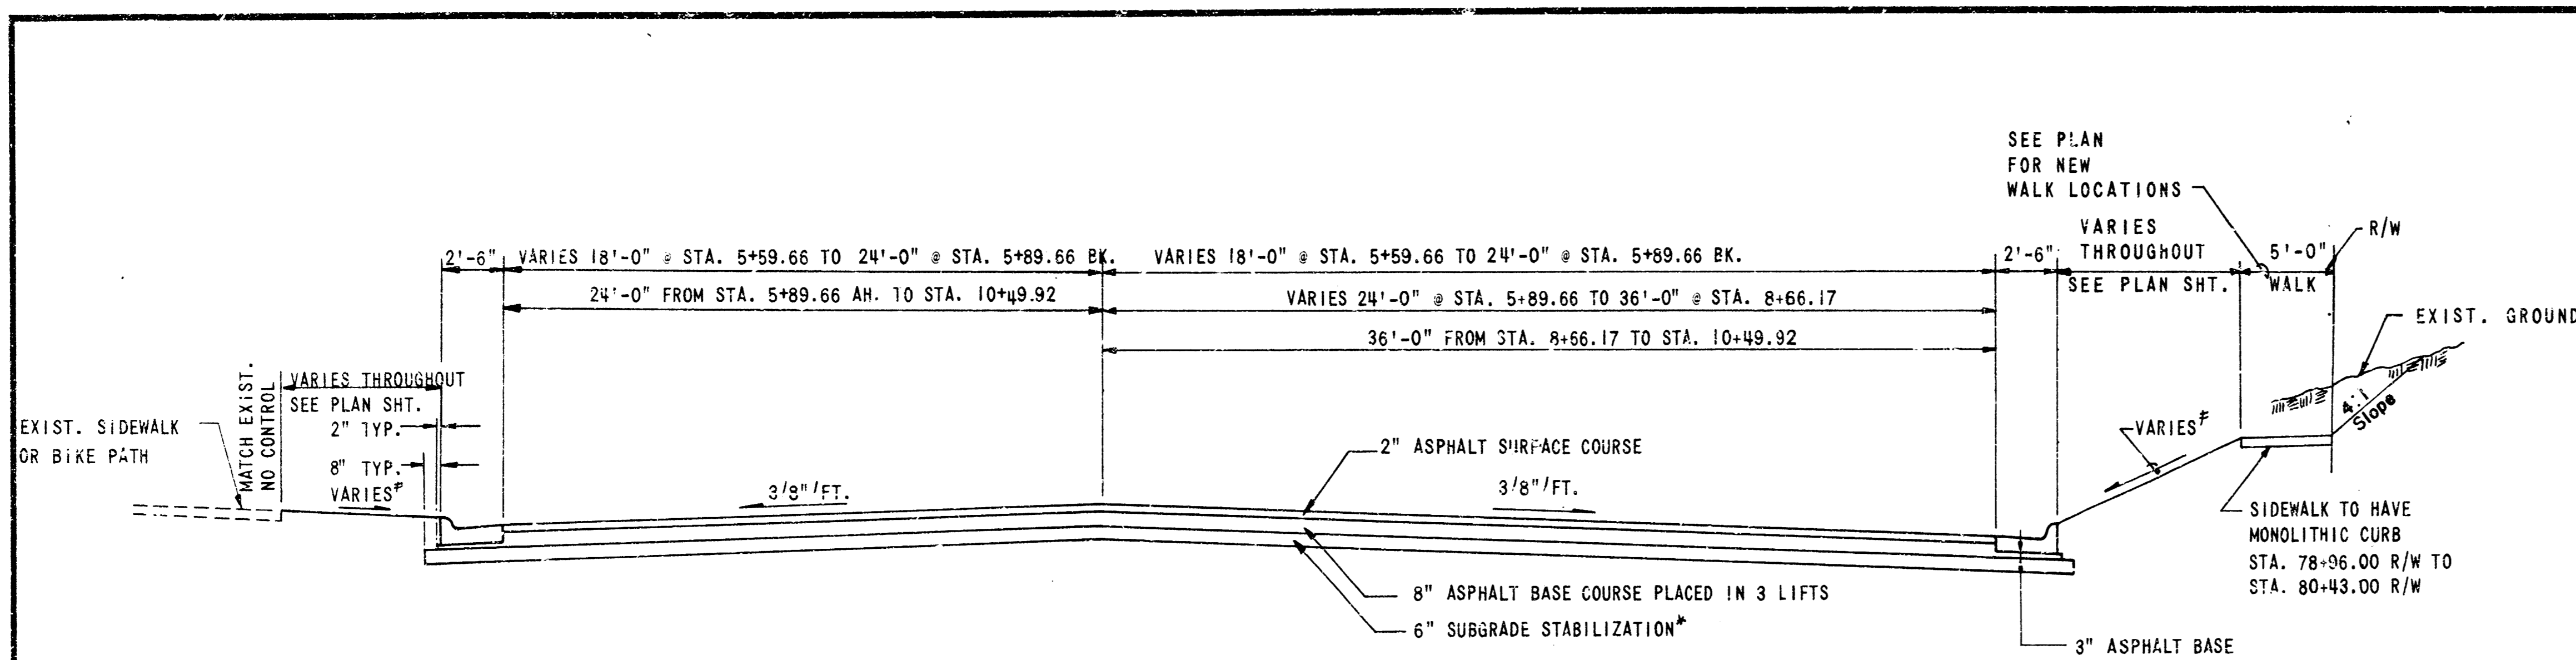 SEE PLAN
FOR NEW
WALK LOCATIONS
2'-6"
VARIES 18'-0" @ STA. 5+59.66 TO 24'-0" @ STA. 5+89.66 BK.
VARIES 18'-0" @ STA. 5+59.66 TO 24'-0" @ STA. 5+89.66 BK.
2'-6"
VARIES
THROUGHOUT
SEE PLAN SHT.
5'-0"
WALK
R/W
24'-0" FROM STA. 5+89.66 AH. TO STA. 10+49.92
VARIES 24'-0" @ STA. 5+89.66 TO 36'-0" @ STA. 8+66.17
36'-0" FROM STA. 8+66.17 TO STA. 10+49.92
EXIST. GROUND
EXIST. SIDEWALK
OR BIKE PATH
MATCH EXIST.
NO CONTROL
VARIES THROUGHOUT
SEE PLAN SHT.
2" TYP.
8" TYP.
VARIES‡
3/8"/FT.
2" ASPHALT SURFACE COURSE
3/8"/FT.
VARIES‡
4:1
Slope
SIDEWALK TO HAVE
MONOLITHIC CURB
STA. 78+96.00 R/W TO
STA. 80+43.00 R/W
8" ASPHALT BASE COURSE PLACED IN 3 LIFTS
6" SUBGRADE STABILIZATION*
3" ASPHALT BASE